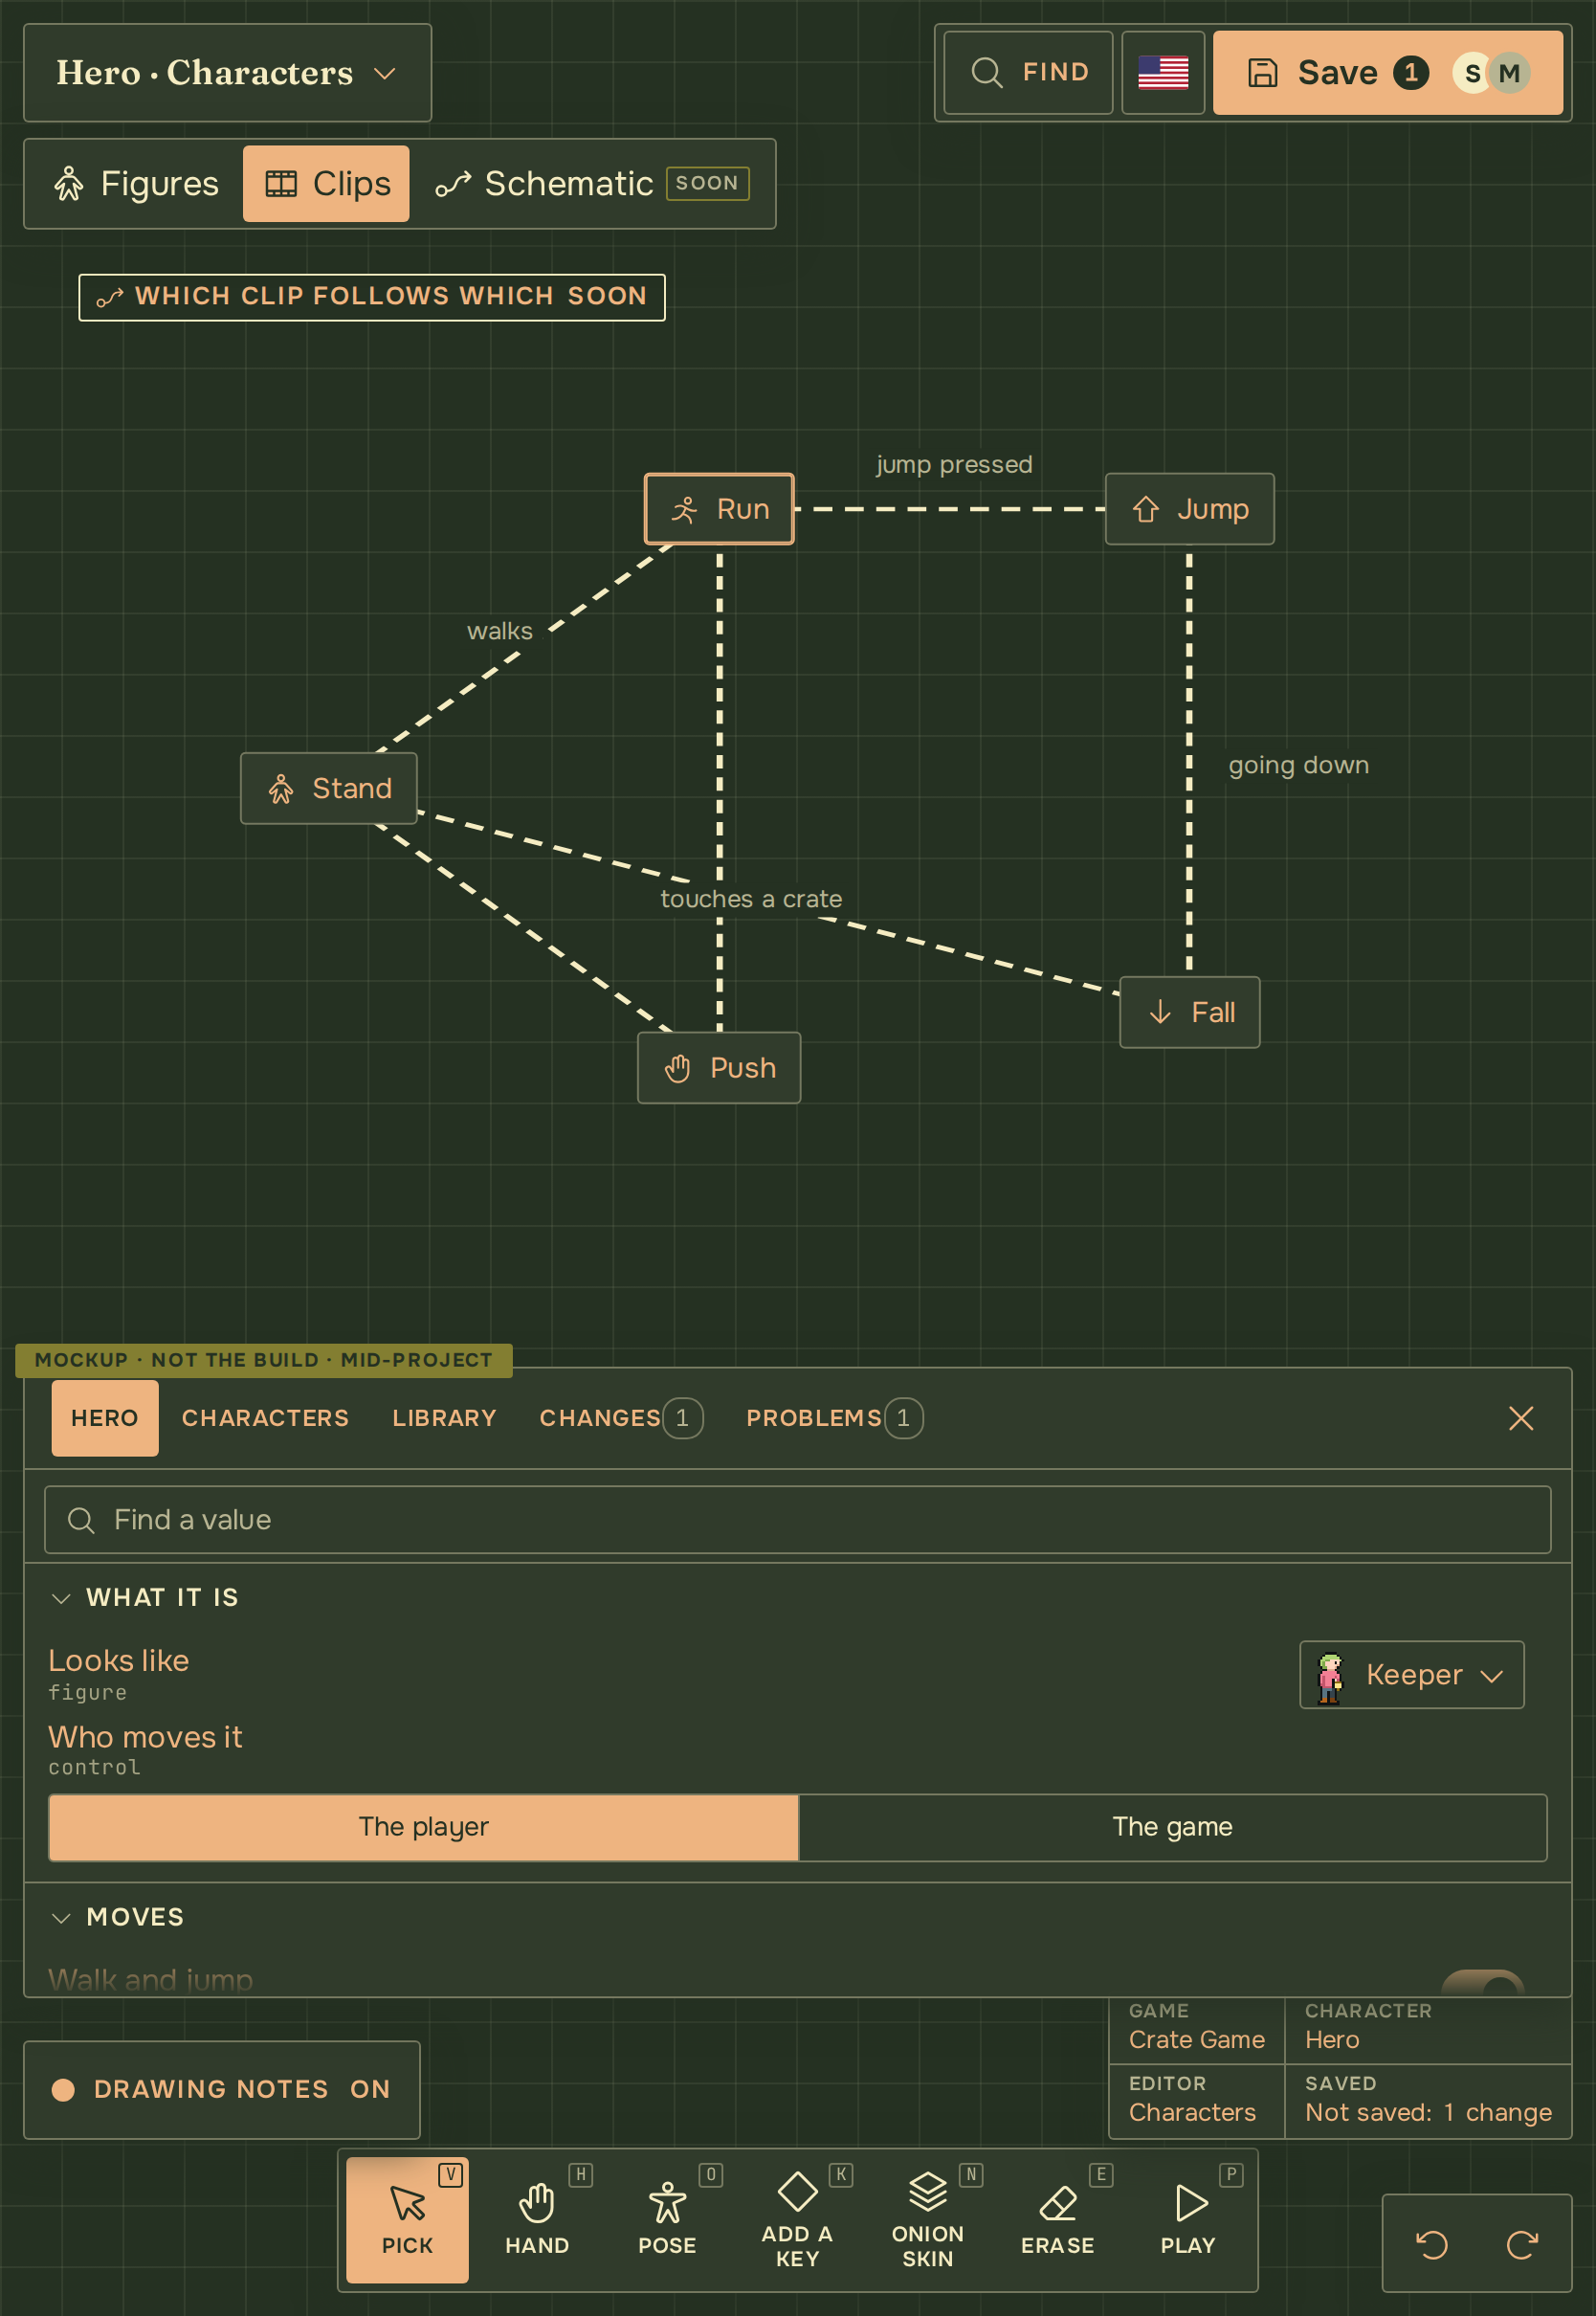 Hero · Characters
FIND
Save 1 S M
Figures
Clips
Schematic SOON
WHICH CLIP FOLLOWS WHICH SOON
jump pressed
Run
Jump
walks
going down
Stand
touches a crate
Fall
Push
MOCKUP · NOT THE BUILD · MID-PROJECT
HERO
CHARACTERS
LIBRARY
CHANGES 1
PROBLEMS 1
Find a value
WHAT IT IS
Looks like
figure
Keeper
Who moves it
control
The player
The game
MOVES
Walk and jump
GAME
Crate Game
CHARACTER
Hero
EDITOR
Characters
SAVED
Not saved: 1 change
DRAWING NOTES ON
V
PICK
H
HAND
O
POSE
K
ADD A
KEY
N
ONION
SKIN
E
ERASE
P
PLAY